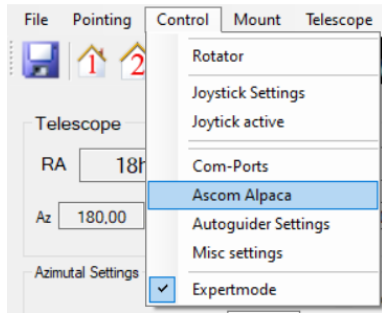 File Pointing Control Mount Telescope
1 2
Rotator
Joystick Settings
Joytick active
Telescope
RA 18h
Com-Ports
Ascom Alpaca
Az 180,00
Autoguider Settings
Misc settings
Azimutal Settings
Expertmode